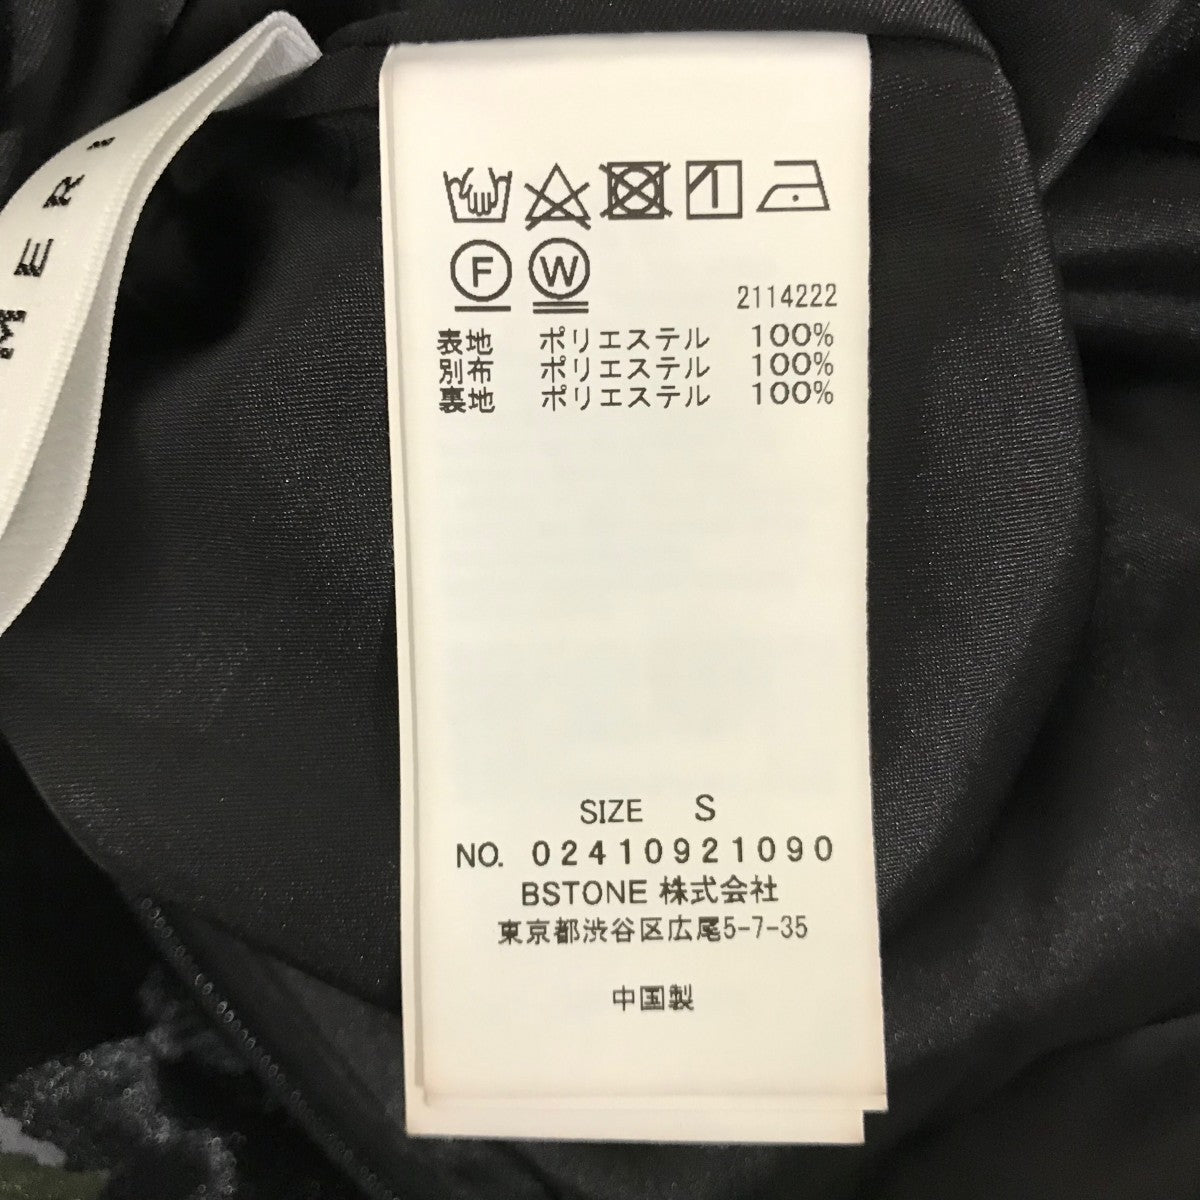 MERI
F W
2114222
表地 ポリエステル 100%
別布 ポリエステル 100%
裏地 ポリエステル 100%
SIZE S
NO. 02410921090
BSTONE 株式会社
東京都渋谷区広尾5-7-35
中国製